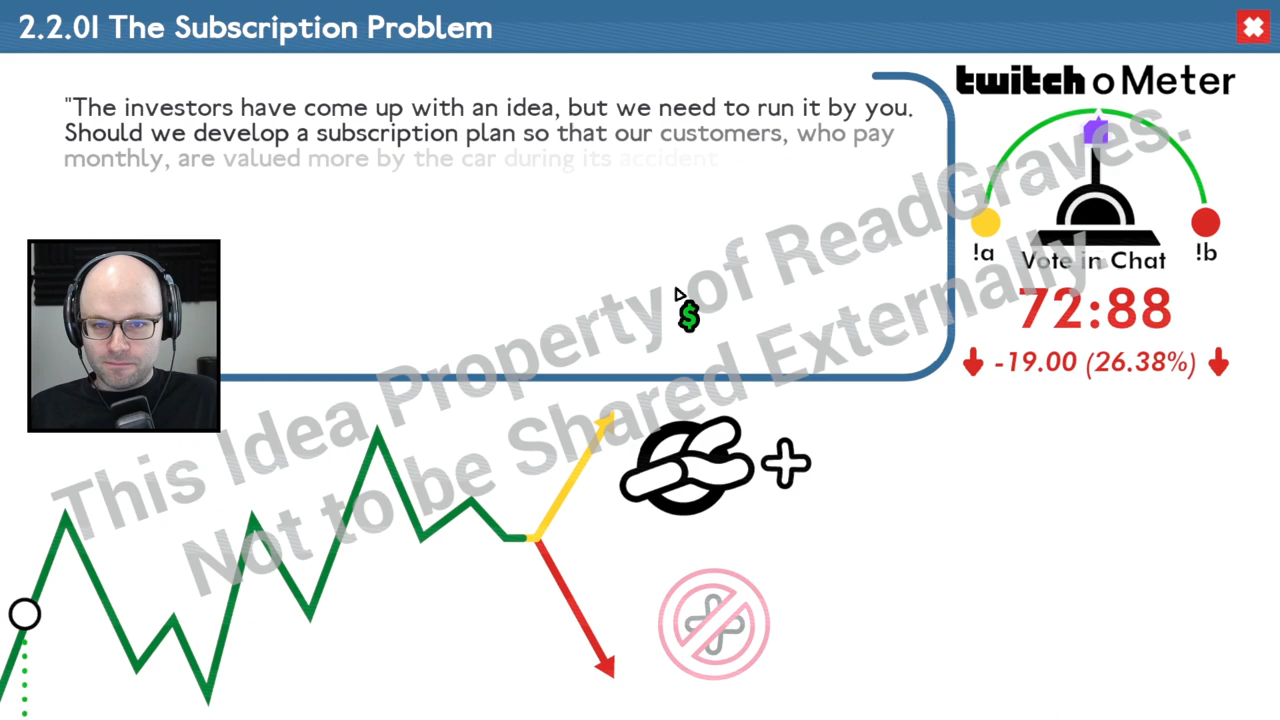 2.2.01 The Subscription Problem
"The investors have come up with an idea, but we need to run it by you.
Should we develop a subscription plan so that our customers, who pay
monthly, are valued more by the car during its accident
twitch o Meter
!a
Vote in Chat
!b
72:88
-19.00 (26.38%)
This Idea Property of ReadGraves.
Not to be Shared Externally.